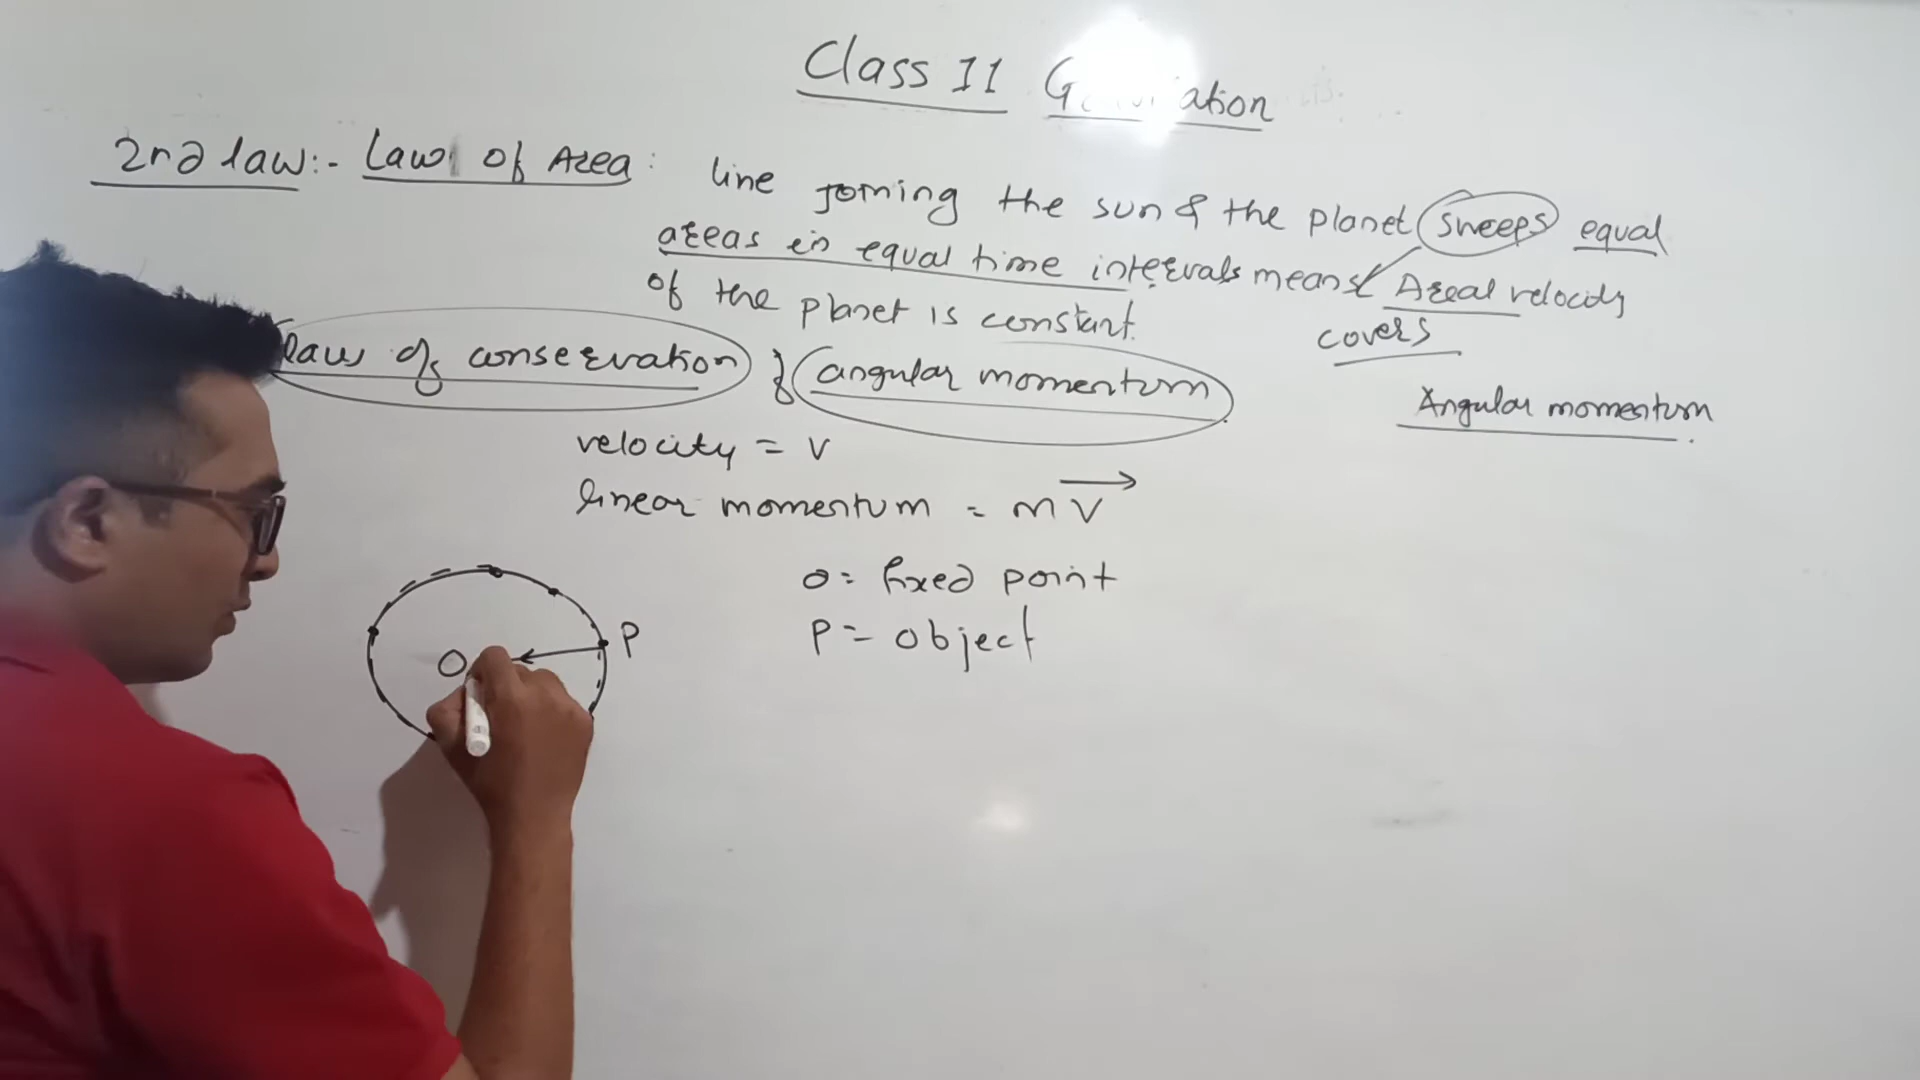 Class 11 Gravitation
2nd law:- Law of Area: line joining the sun & the planet sweeps equal
areas in equal time intervals means Areal velocity
of the planet is constant.
covers
law of conservation of angular momentum
Angular momentum
velocity = v
linear momentum = mv
O = fixed point
P = object
P
O